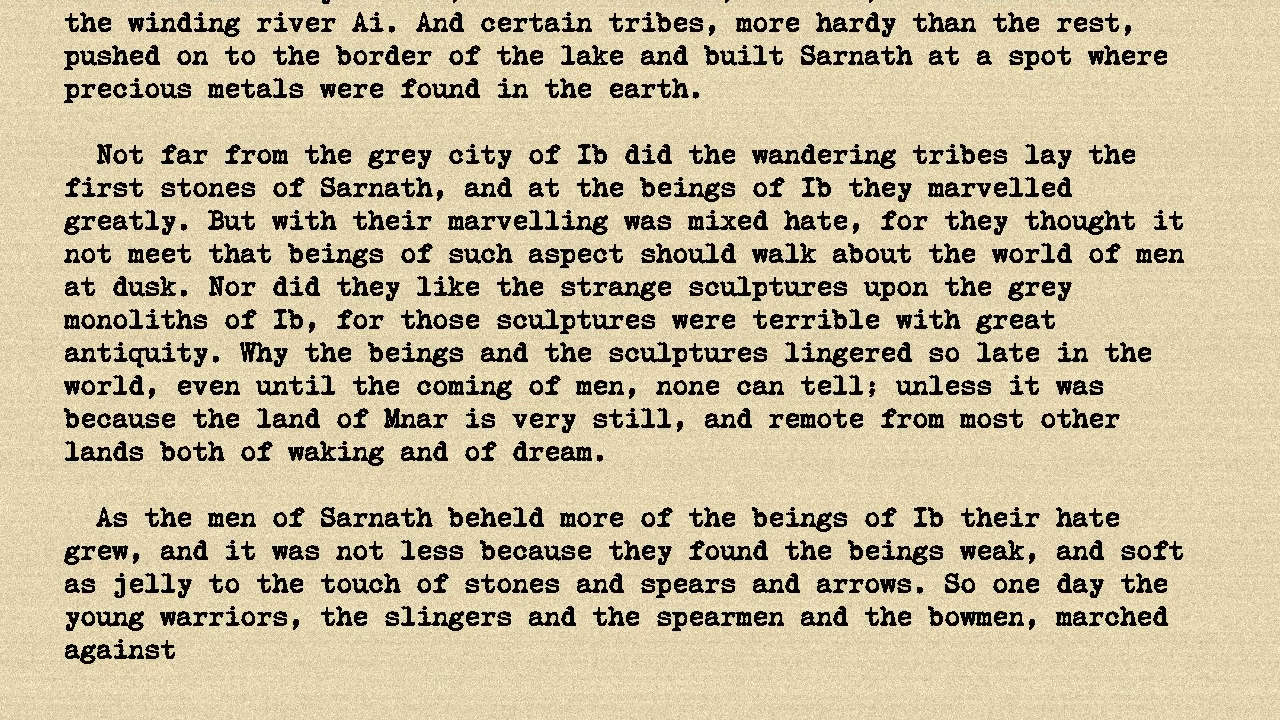 the winding river Ai. And certain tribes, more hardy than the rest,
pushed on to the border of the lake and built Sarnath at a spot where
precious metals were found in the earth.
Not far from the grey city of Ib did the wandering tribes lay the
first stones of Sarnath, and at the beings of Ib they marvelled
greatly. But with their marvelling was mixed hate, for they thought it
not meet that beings of such aspect should walk about the world of men
at dusk. Nor did they like the strange sculptures upon the grey
monoliths of Ib, for those sculptures were terrible with great
antiquity. Why the beings and the sculptures lingered so late in the
world, even until the coming of men, none can tell; unless it was
because the land of Mnar is very still, and remote from most other
lands both of waking and of dream.
As the men of Sarnath beheld more of the beings of Ib their hate
grew, and it was not less because they found the beings weak, and soft
as jelly to the touch of stones and spears and arrows. So one day the
young warriors, the slingers and the spearmen and the bowmen, marched
against